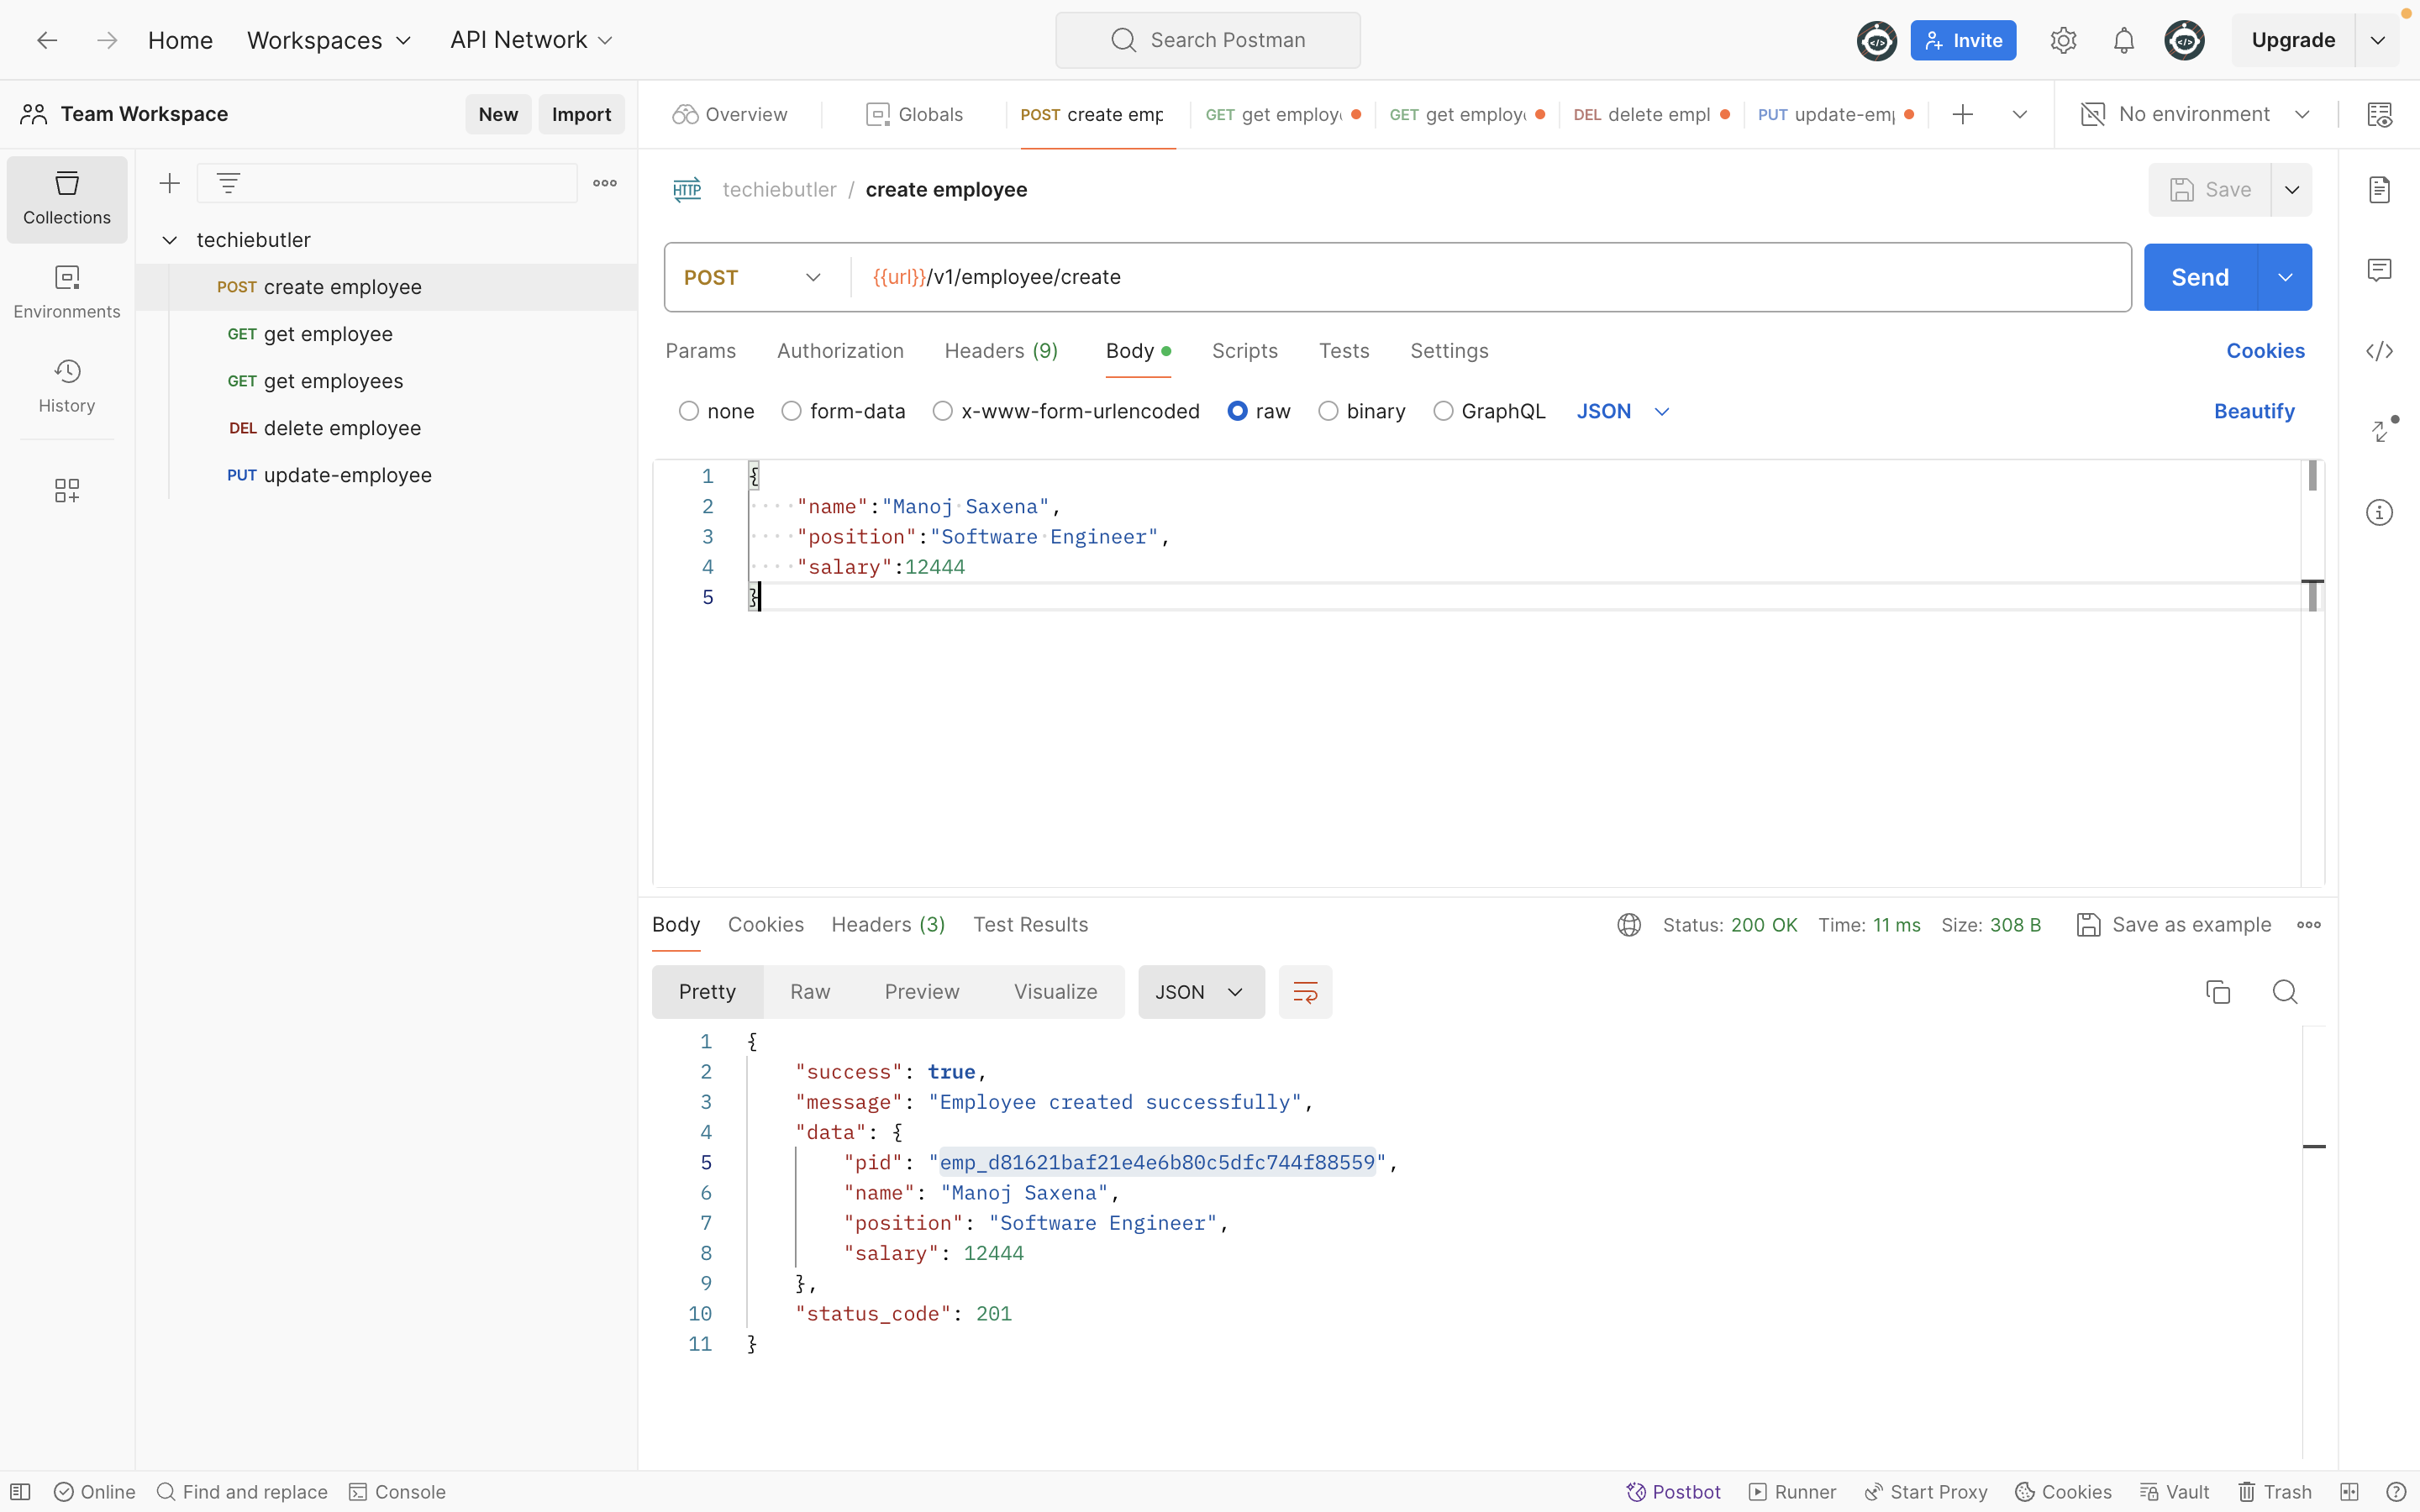 Home Workspaces API Network Search Postman Invite Upgrade
Team Workspace New Import Overview Globals POST create emp GET get employ GET get employ DEL delete empl PUT update-em No environment
Collections
Environments
History
techiebutler
POST create employee
GET get employee
GET get employees
DEL delete employee
PUT update-employee
HTTP techiebutler / create employee Save
POST {{url}}/v1/employee/create Send
Params Authorization Headers (9) Body Scripts Tests Settings Cookies
none form-data x-www-form-urlencoded raw binary GraphQL JSON Beautify
1 {
2 "name":"Manoj Saxena",
3 "position":"Software Engineer",
4 "salary":12444
5 }
Body Cookies Headers (3) Test Results Status: 200 OK Time: 11 ms Size: 308 B Save as example
Pretty Raw Preview Visualize JSON
1 {
2 "success": true,
3 "message": "Employee created successfully",
4 "data": {
5 "pid": "emp_d81621baf21e4e6b80c5dfc744f88559",
6 "name": "Manoj Saxena",
7 "position": "Software Engineer",
8 "salary": 12444
9 },
10 "status_code": 201
11 }
Online Find and replace Console Postbot Runner Start Proxy Cookies Vault Trash